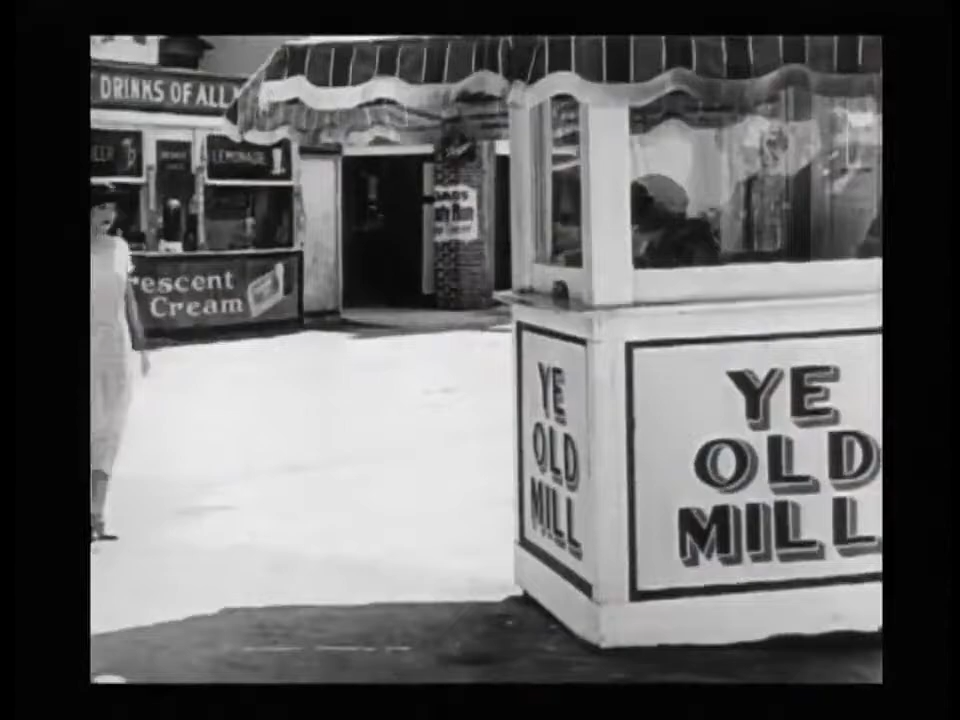 DRINKS OF ALL
LEMONADE
rescent
Cream
YE
OLD
MILL
YE
OLD
MILL